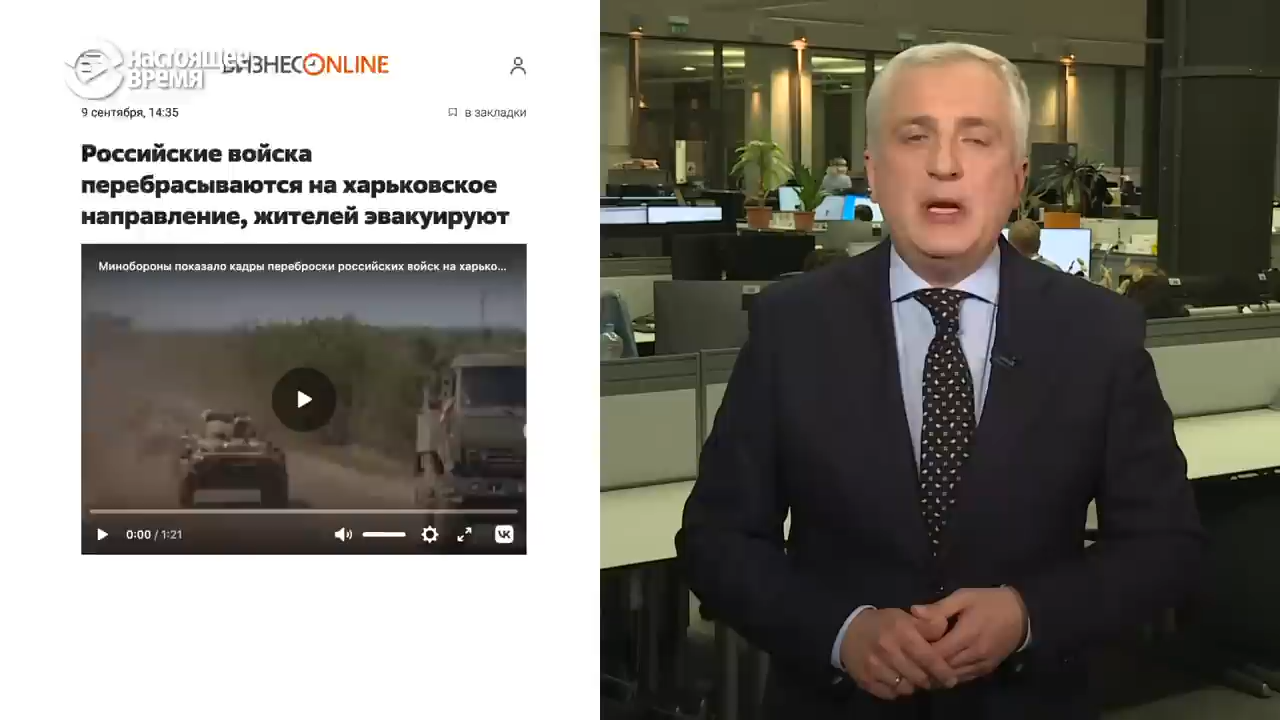 настоящее
время
БИЗНЕС ONLINE
9 сентября, 14:35
в закладки
Российские войска
перебрасываются на харьковское
направление, жителей эвакуируют
Минобороны показало кадры переброски российских войск на харько...
0:00 / 1:21